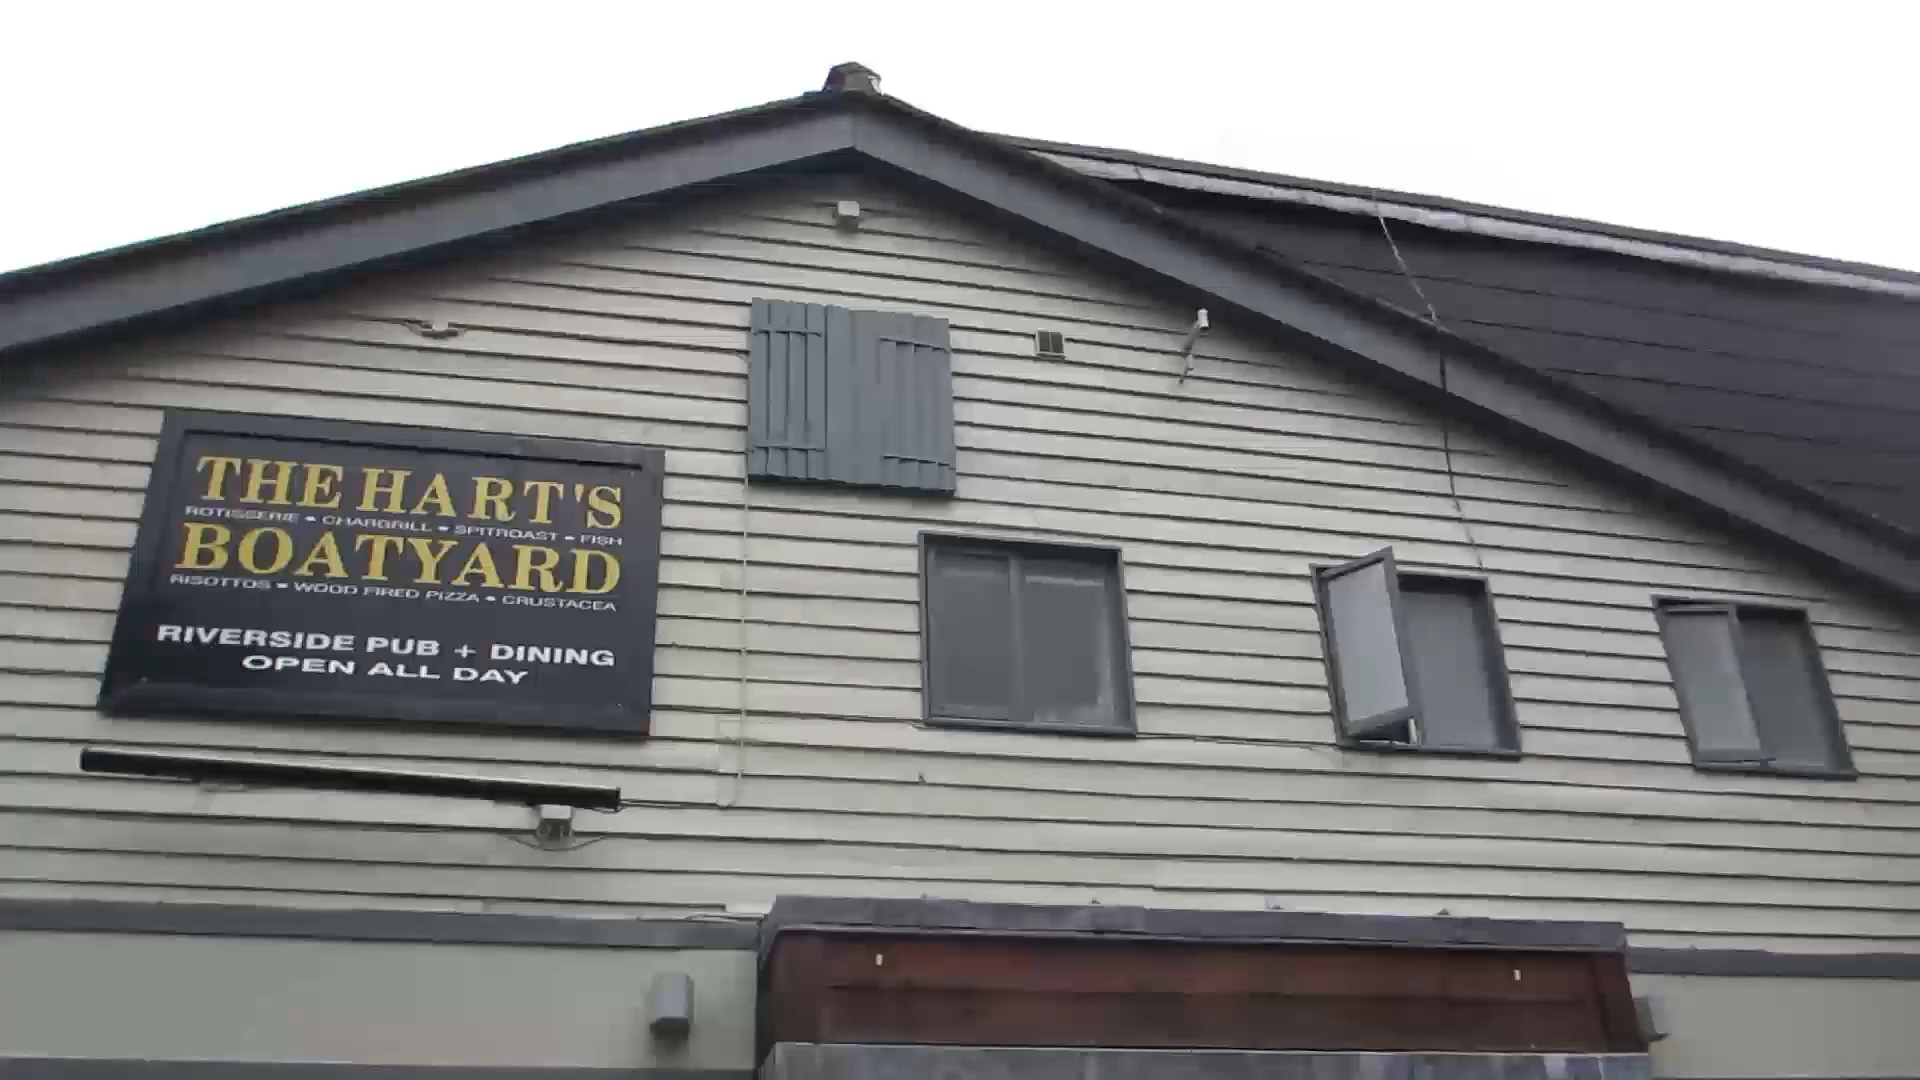 THE HART'S
ROTISSERIE • CHARGRILL • SPITROAST • FISH
BOATYARD
RISOTTOS • WOOD FIRED PIZZA • CRUSTACEA
RIVERSIDE PUB + DINING
OPEN ALL DAY